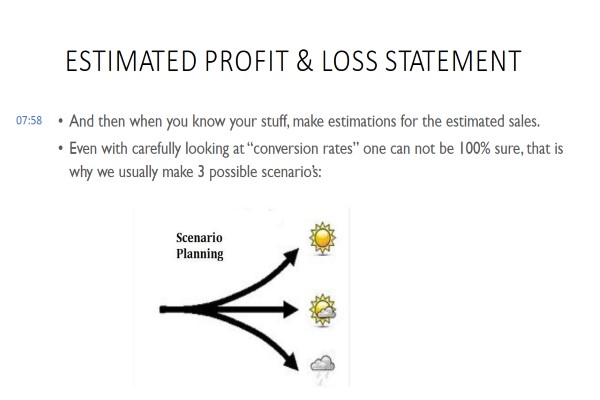 ESTIMATED PROFIT & LOSS STATEMENT
07:58
• And then when you know your stuff, make estimations for the estimated sales.
• Even with carefully looking at “conversion rates” one can not be 100% sure, that is
why we usually make 3 possible scenario’s:
Scenario
Planning